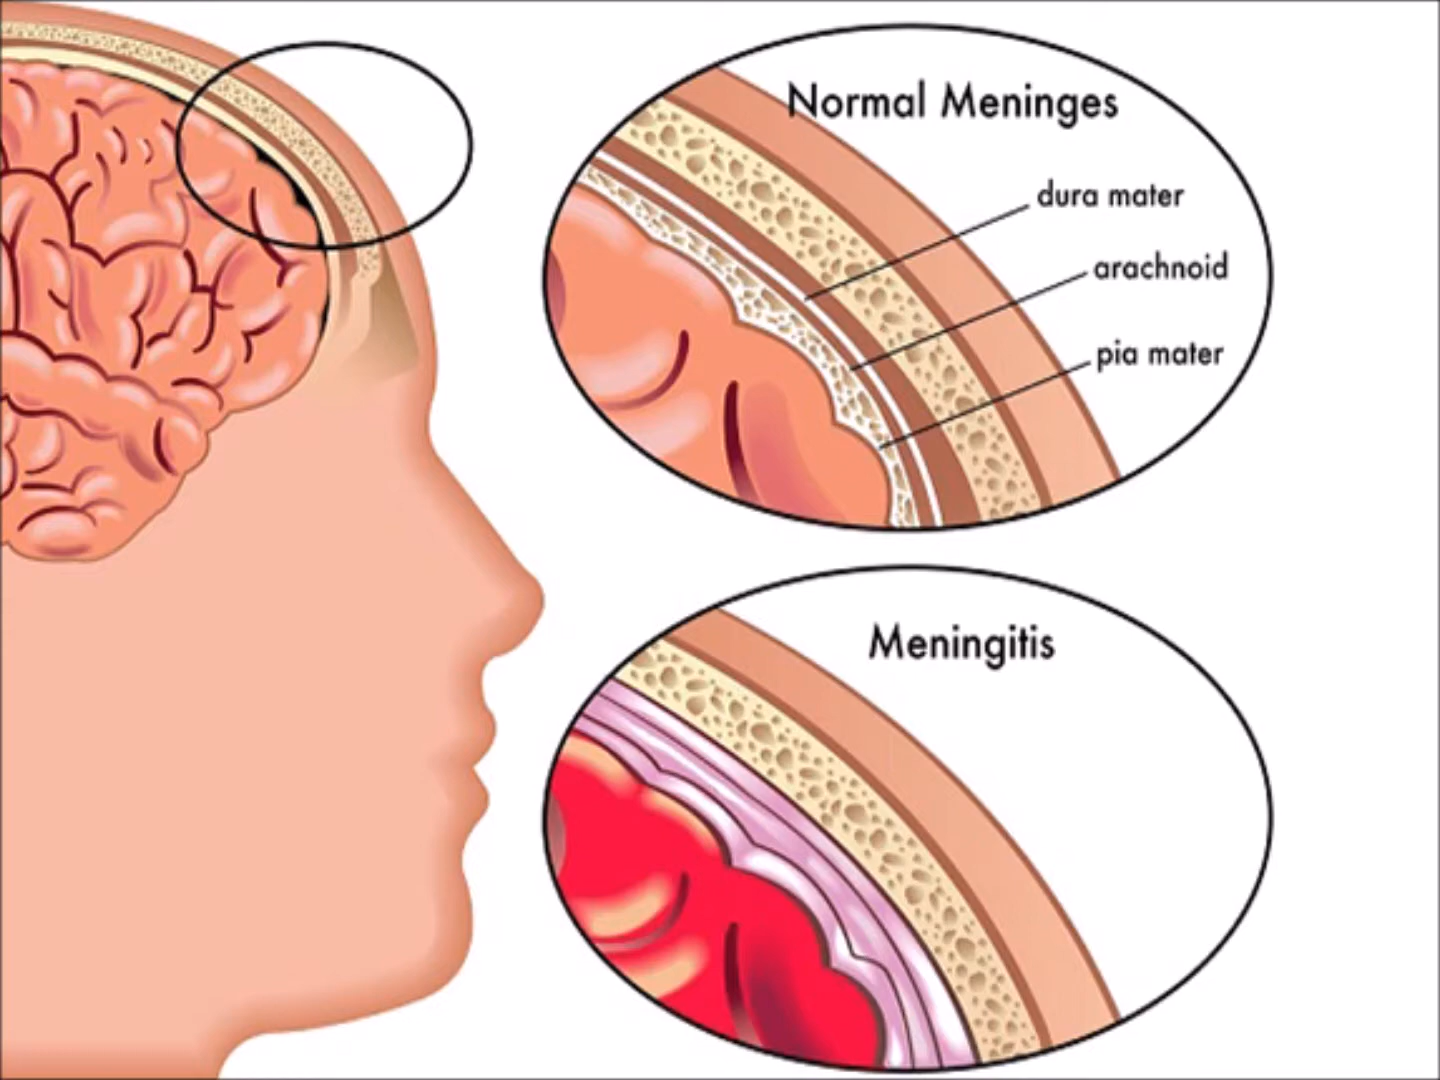 Normal Meninges
dura mater
arachnoid
pia mater
Meningitis